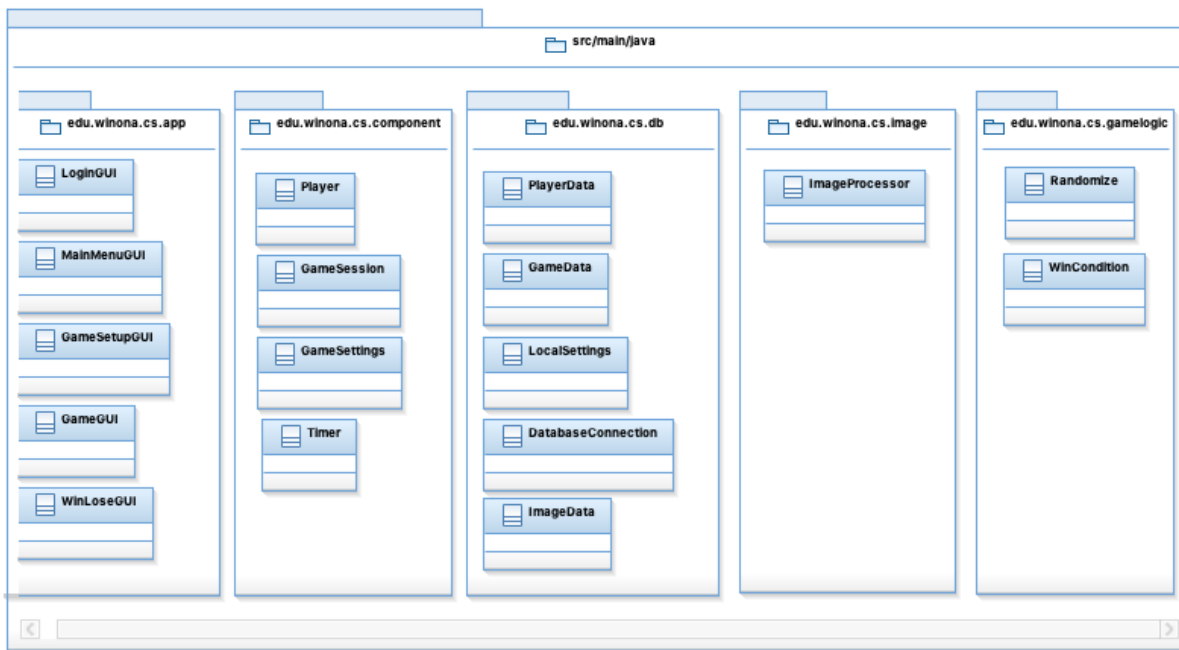 src/main/java
edu.winona.cs.app
LoginGUI
MainMenuGUI
GameSetupGUI
GameGUI
WinLoseGUI
edu.winona.cs.component
Player
GameSession
GameSettings
Timer
edu.winona.cs.db
PlayerData
GameData
LocalSettings
DatabaseConnection
ImageData
edu.winona.cs.image
ImageProcessor
edu.winona.cs.gamelogic
Randomize
WinCondition